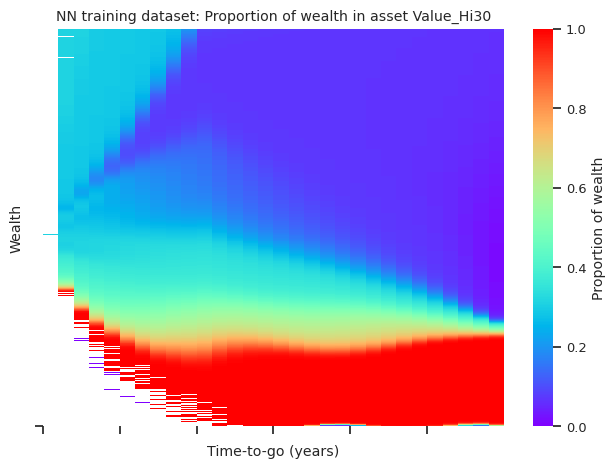 NN training dataset: Proportion of wealth in asset Value_Hi30
Wealth
Time-to-go (years)
1.0
0.8
0.6
0.4
0.2
0.0
Proportion of wealth